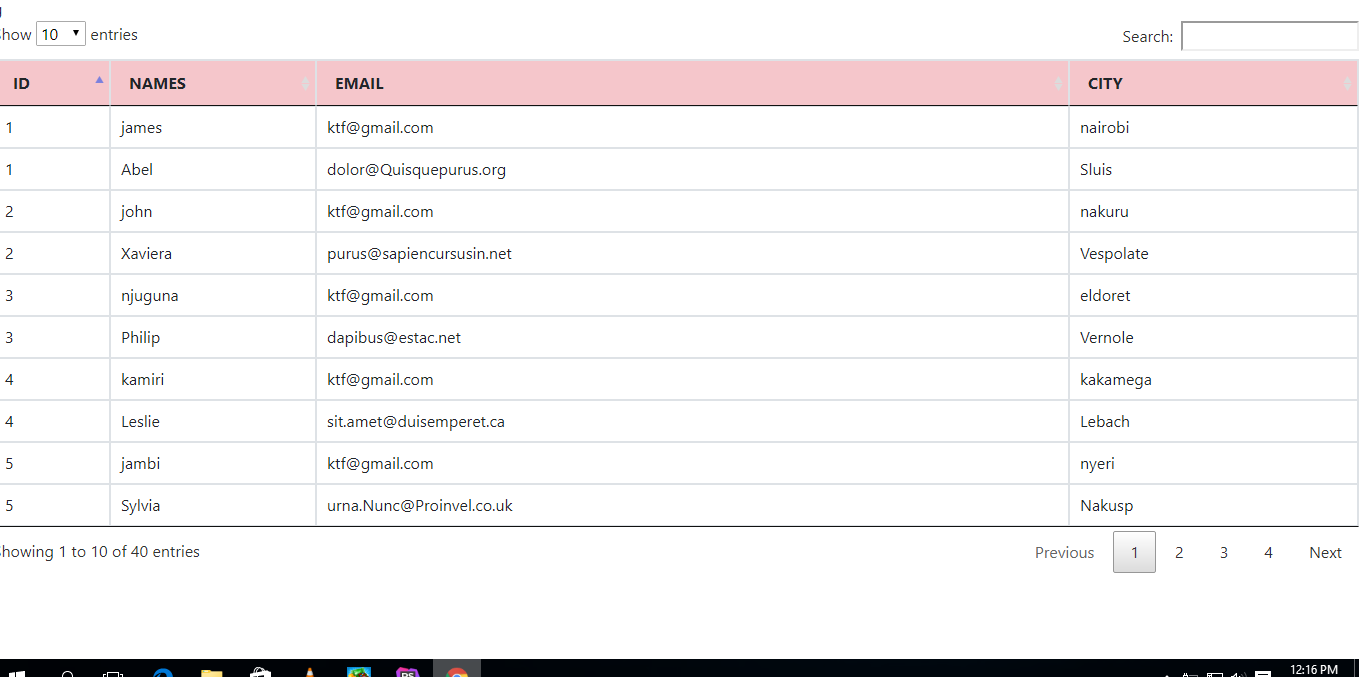 how 10 entries Search:
ID NAMES EMAIL CITY
1 james ktf@gmail.com nairobi
1 Abel dolor@Quisquepurus.org Sluis
2 john ktf@gmail.com nakuru
2 Xaviera purus@sapiencursusin.net Vespolate
3 njuguna ktf@gmail.com eldoret
3 Philip dapibus@estac.net Vernole
4 kamiri ktf@gmail.com kakamega
4 Leslie sit.amet@duisemperet.ca Lebach
5 jambi ktf@gmail.com nyeri
5 Sylvia urna.Nunc@Proinvel.co.uk Nakusp
howing 1 to 10 of 40 entries Previous 1 2 3 4 Next
PS 12:16 PM